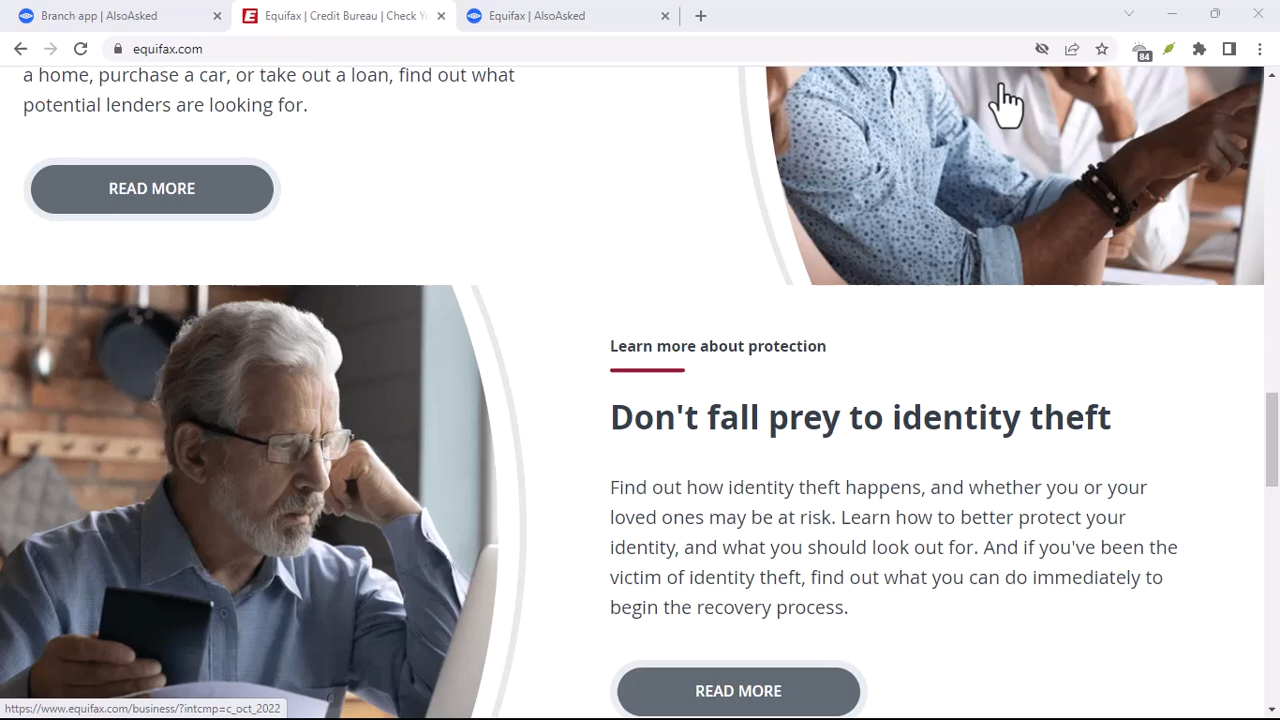 Branch app | AlsoAsked
Equifax | Credit Bureau | Check Y
Equifax | AlsoAsked
equifax.com
84
a home, purchase a car, or take out a loan, find out what
potential lenders are looking for.
READ MORE
Learn more about protection
Don't fall prey to identity theft
Find out how identity theft happens, and whether you or your
loved ones may be at risk. Learn how to better protect your
identity, and what you should look out for. And if you've been the
victim of identity theft, find out what you can do immediately to
begin the recovery process.
READ MORE
https://www.equifax.com/business/?intcmp=c_oct_2022